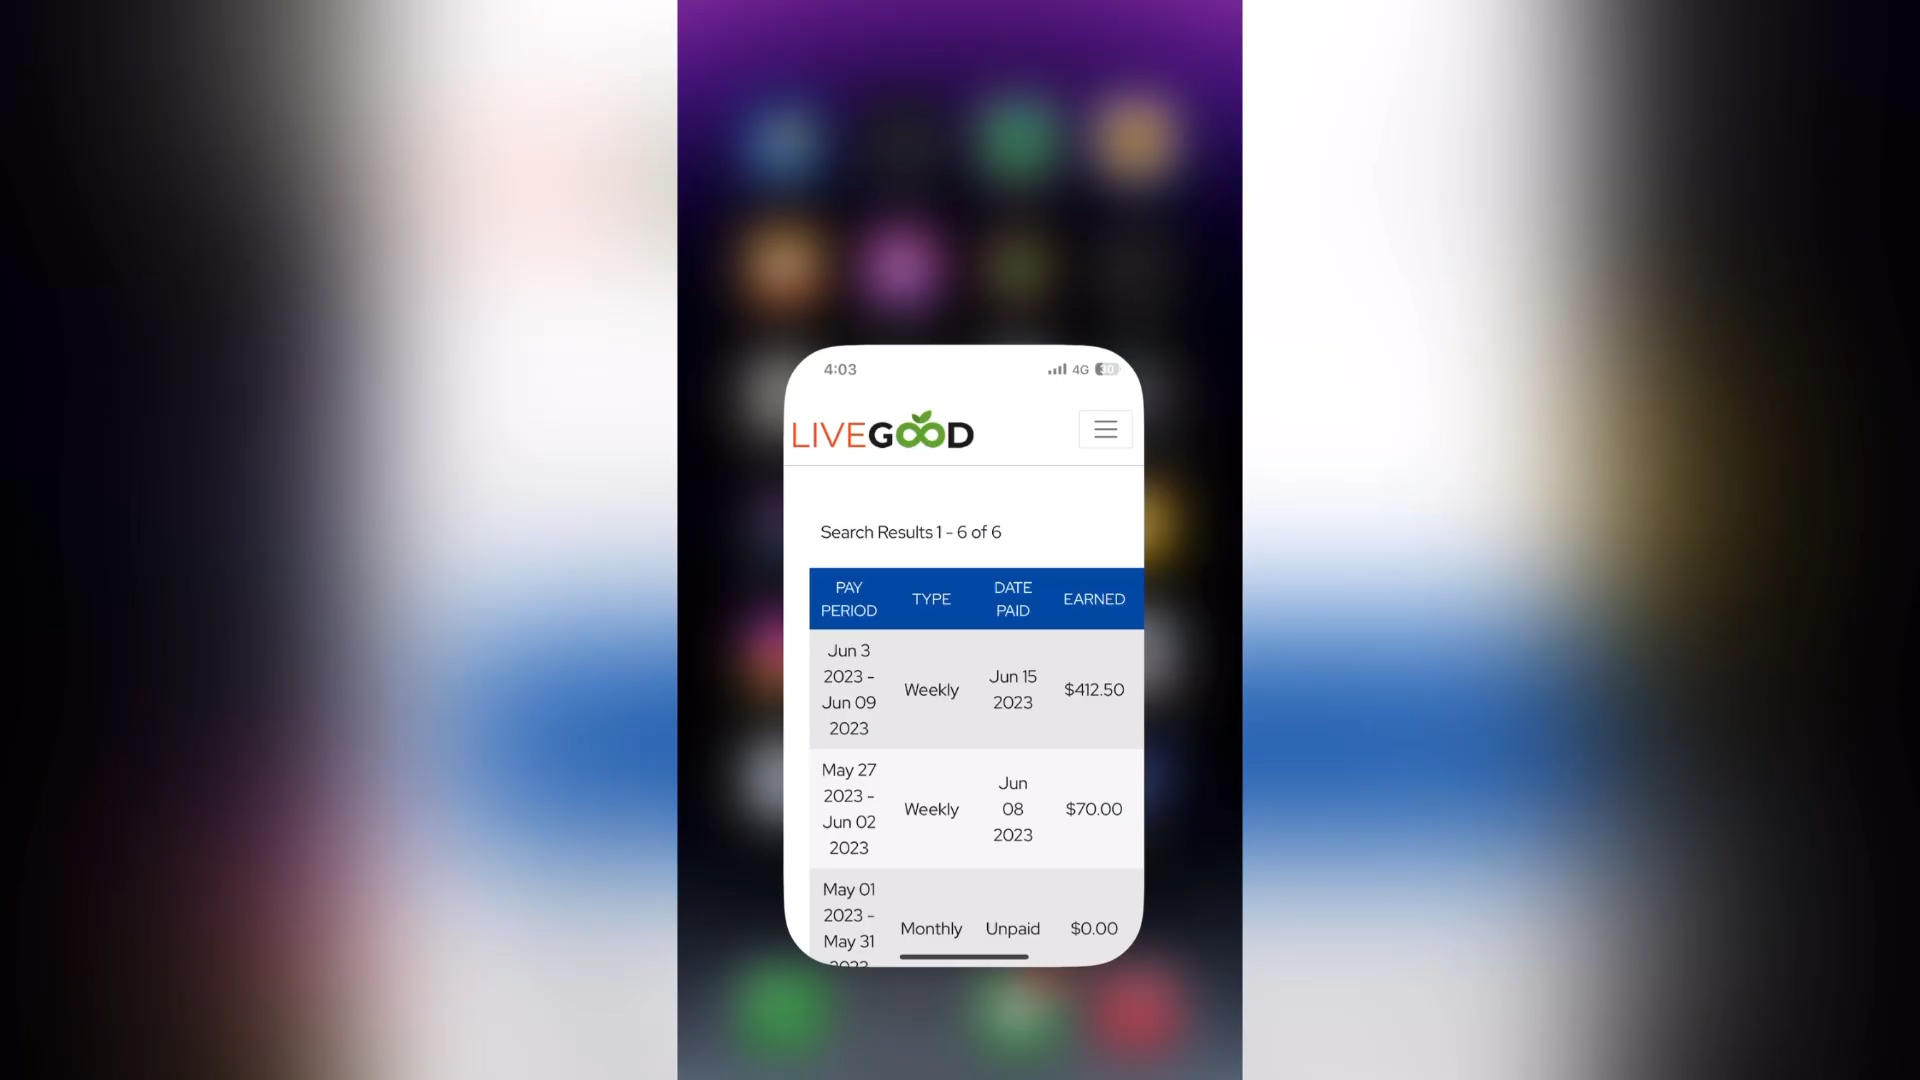 4:03
4G 30
LIVEGOOD
Search Results 1 - 6 of 6
PAY PERIOD TYPE DATE PAID EARNED
Jun 3 2023 - Jun 09 2023 Weekly Jun 15 2023 $412.50
May 27 2023 - Jun 02 2023 Weekly Jun 08 2023 $70.00
May 01 2023 - May 31 2023 Monthly Unpaid $0.00